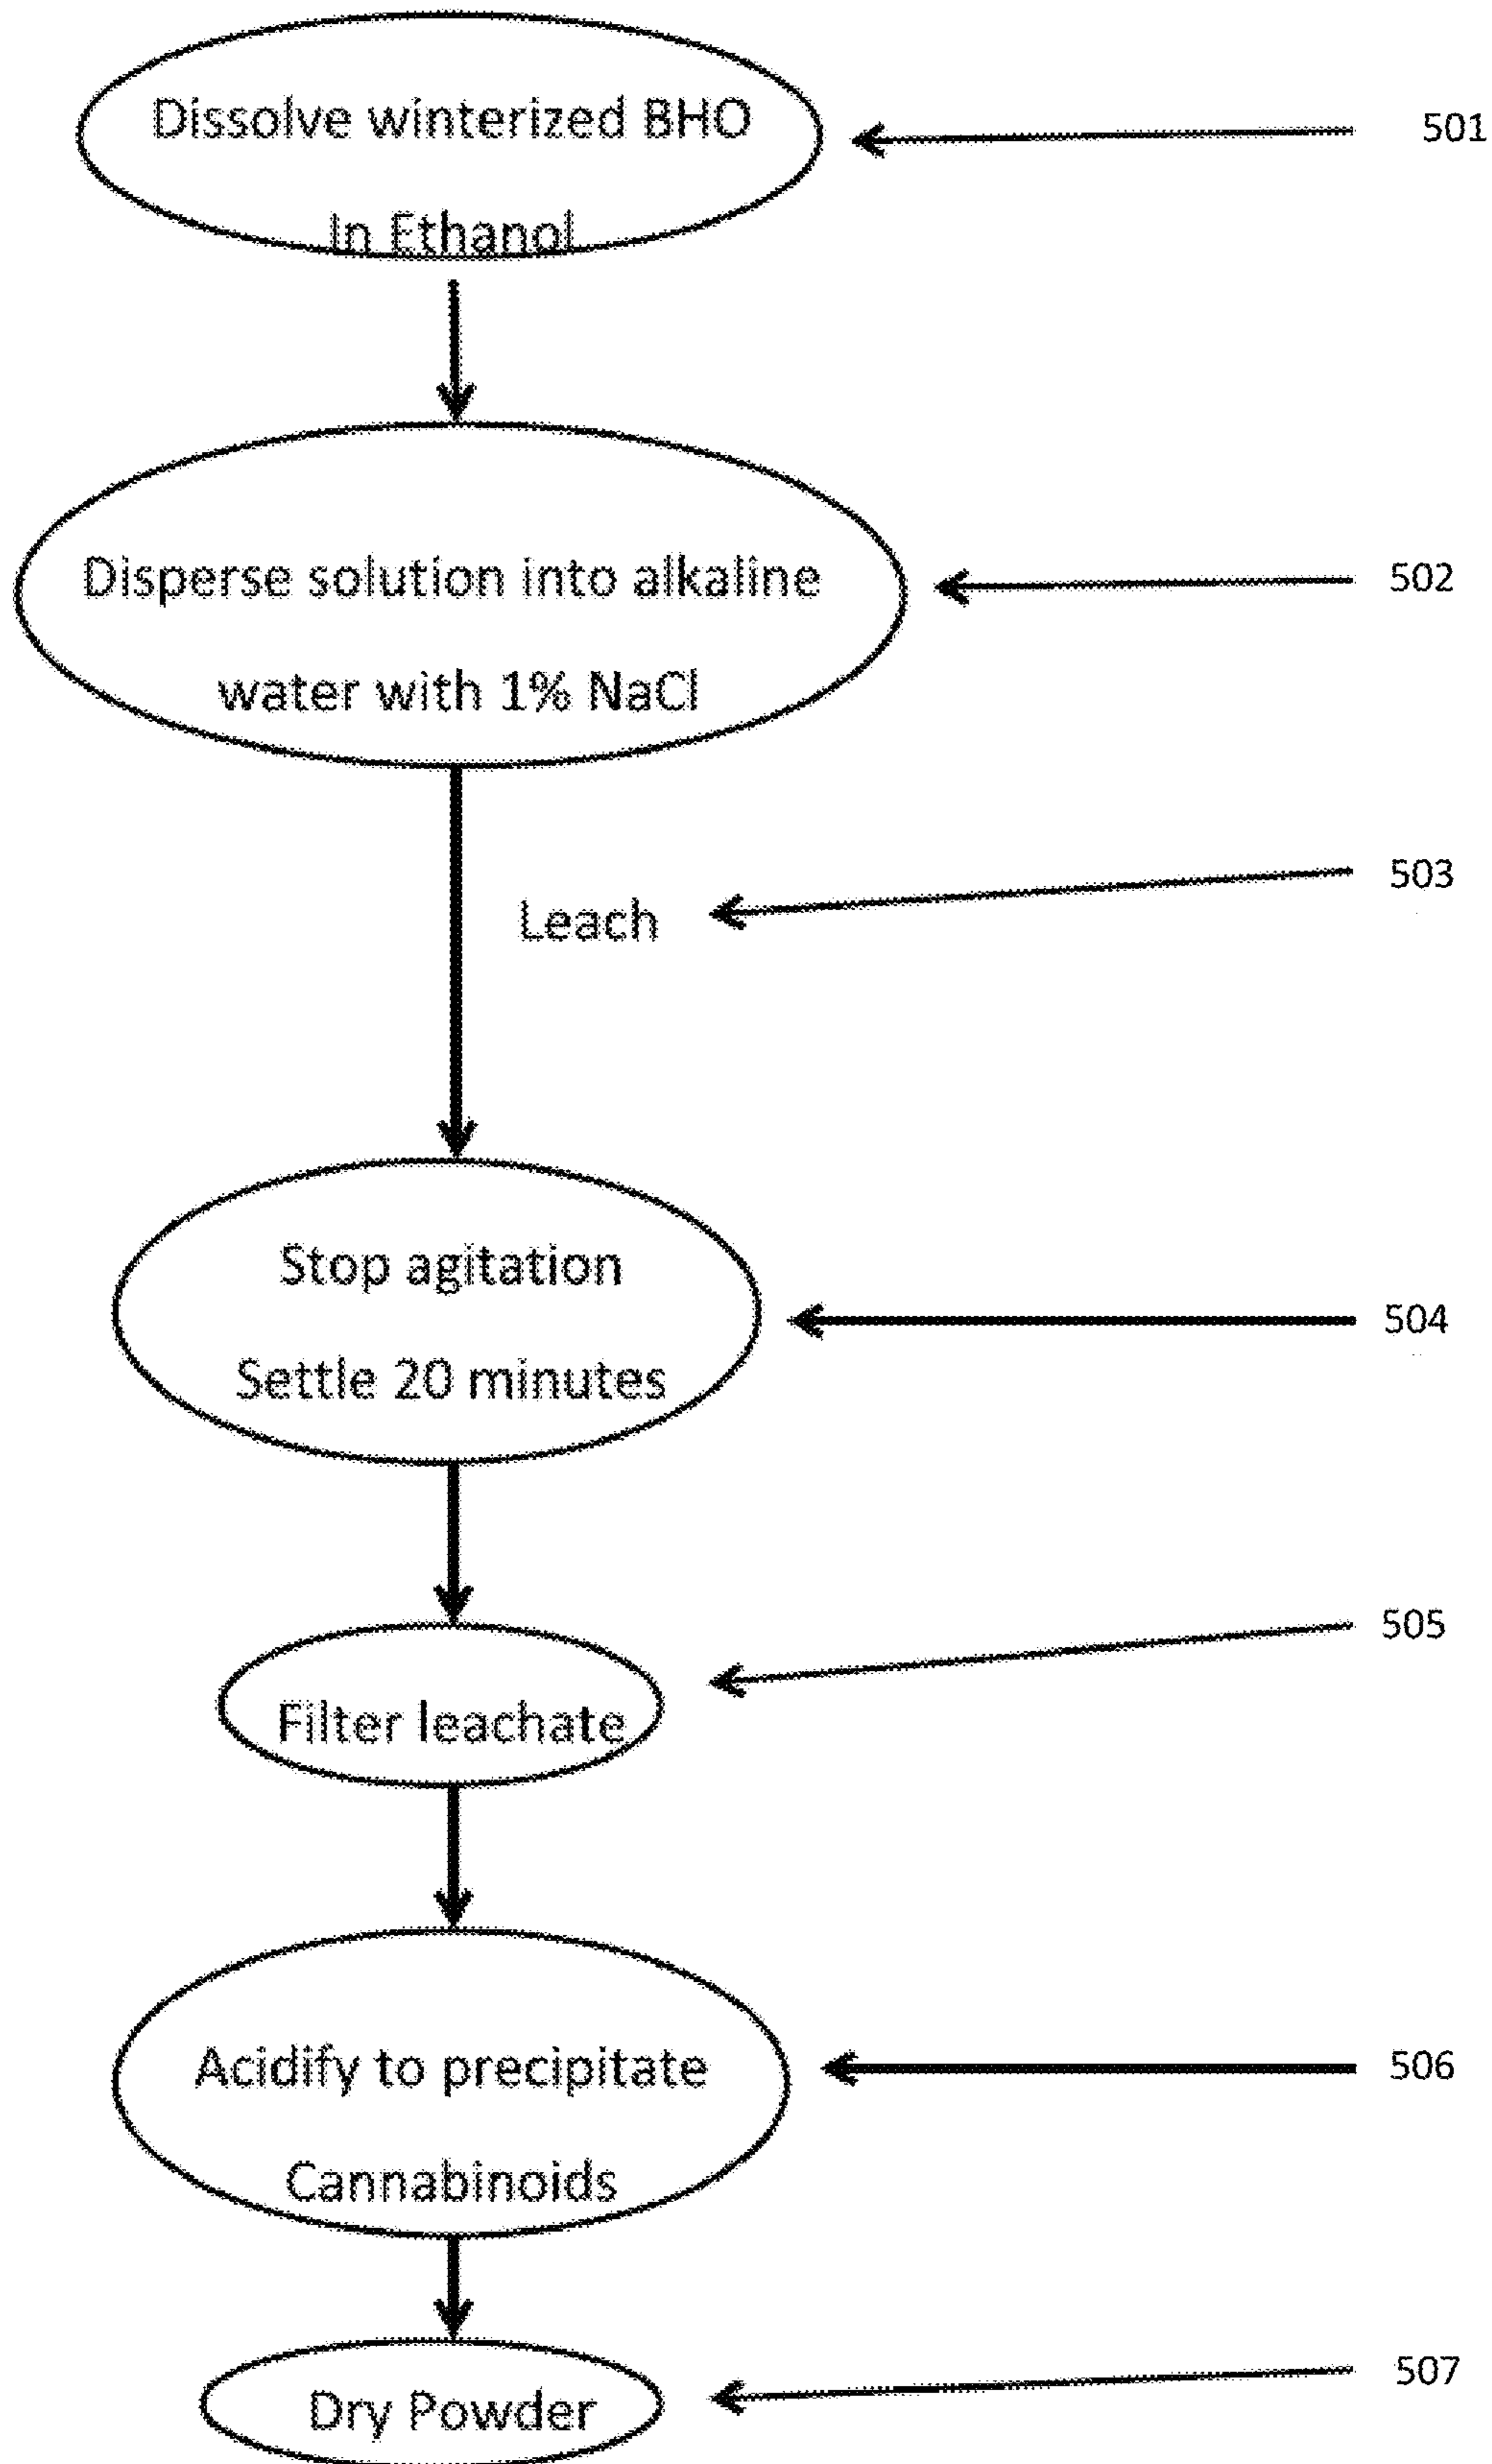 Dissolve winterized BHO
501
In Ethanol
Disperse solution into alkaline
502
water with 1% NaCl
503
Leach
Stop agitation
504
Settle 20 minutes
505
Filter leachate
Acidify to precipitate
506
Cannabinoids
507
Dry Powder